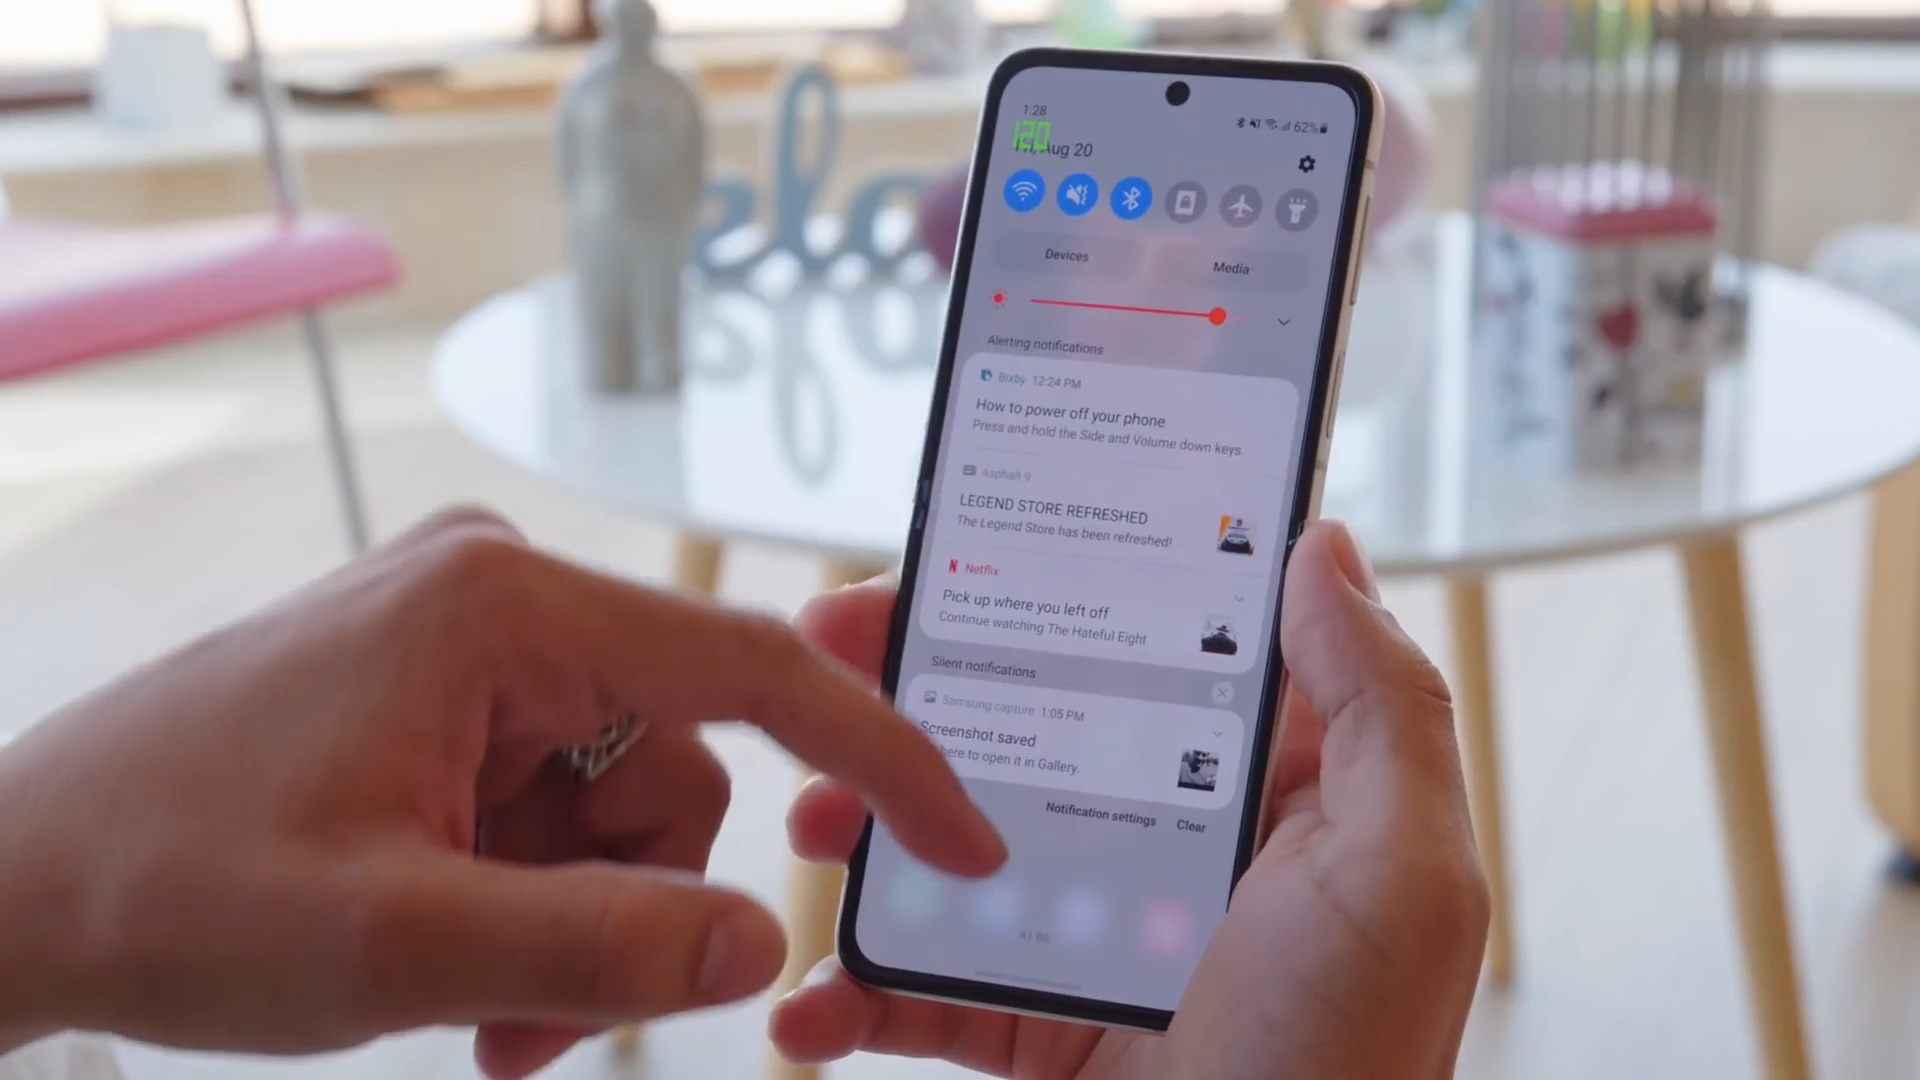 1:28
62%
120
Aug 20
Devices
Media
Alerting notifications
Bixby 12:24 PM
How to power off your phone
Press and hold the Side and Volume down keys.
Asphalt 9
LEGEND STORE REFRESHED
The Legend Store has been refreshed!
N Netflix
Pick up where you left off
Continue watching The Hateful Eight
Silent notifications
Samsung capture 1:05 PM
Screenshot saved
here to open it in Gallery.
Notification settings
Clear